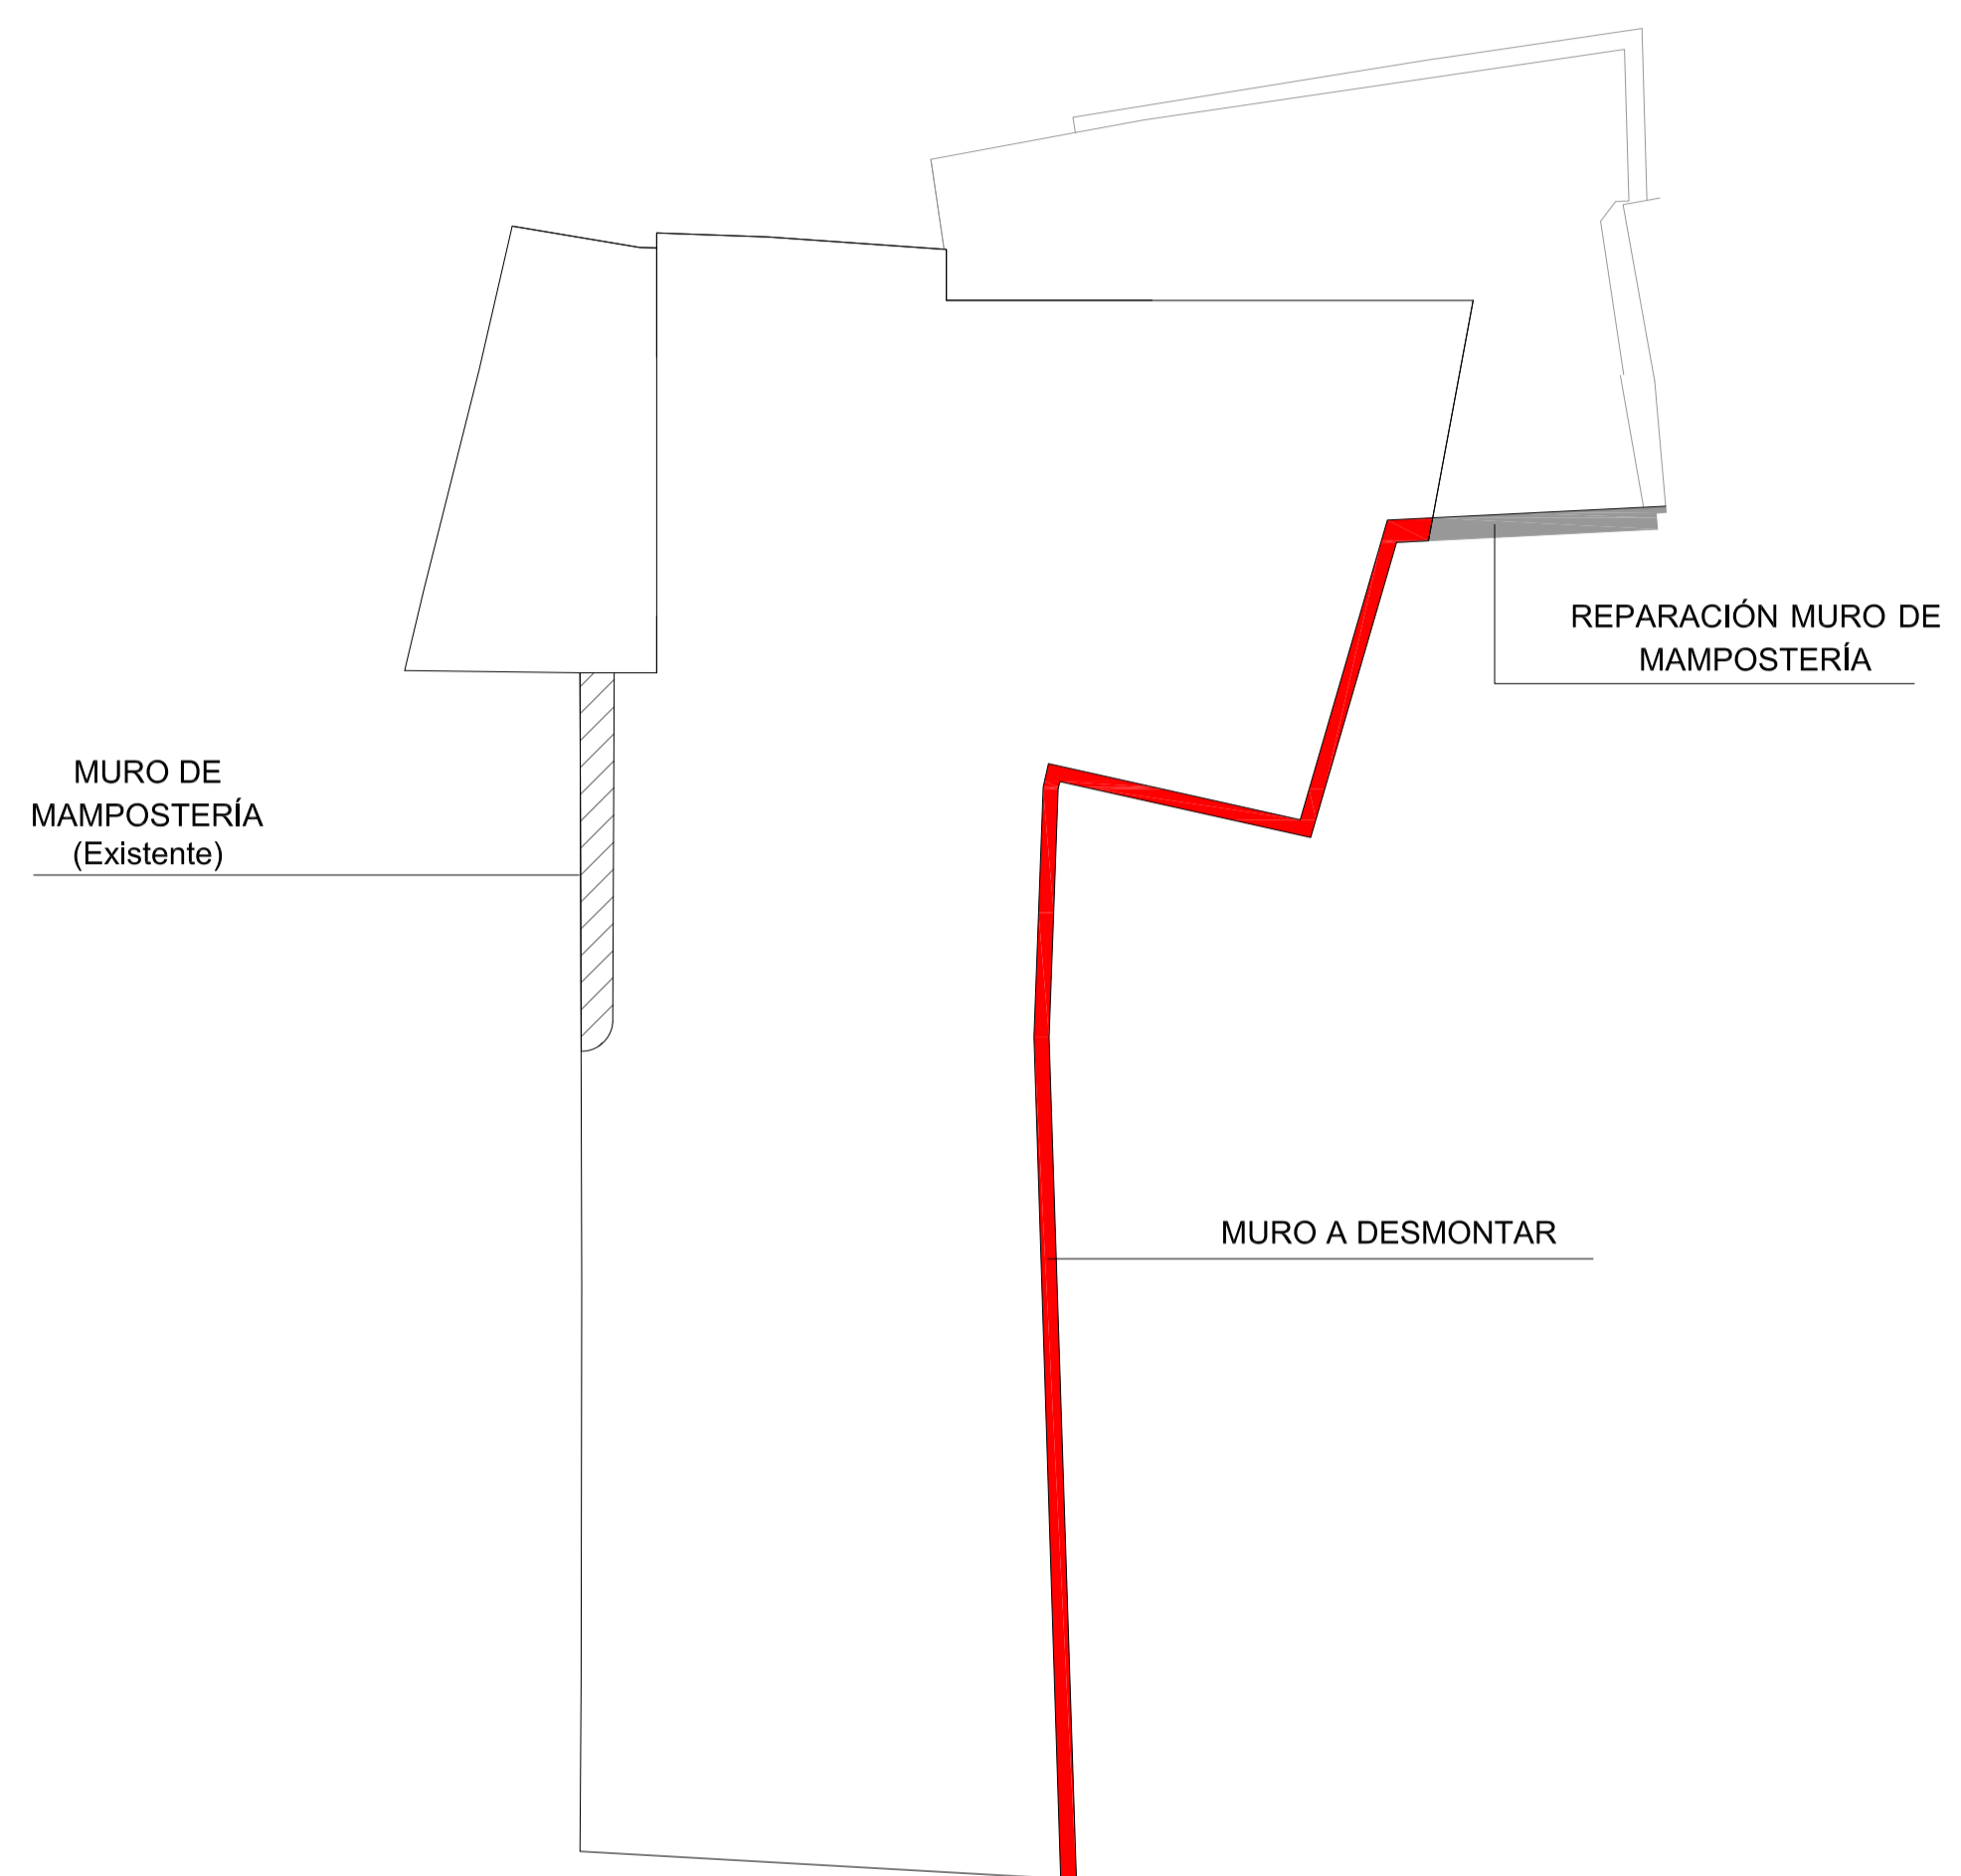 REPARACIÓN MURO DE
MAMPOSTERÍA
MURO DE
MAMPOSTERÍA
(Existente)
MURO A DESMONTAR